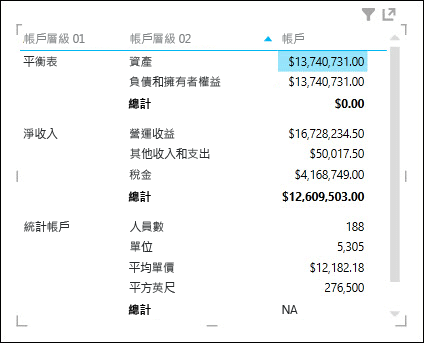 帳戶層級 01 帳戶層級 02 帳戶
平衡表 資產 $13,740,731.00
負債和擁有者權益 $13,740,731.00
總計 $0.00
淨收入 營運收益 $16,728,234.50
其他收入和支出 $50,017.50
稅金 $4,168,749.00
總計 $12,609,503.00
統計帳戶 人員數 188
單位 5,305
平均單價 $12,182.18
平方英尺 276,500
總計 NA